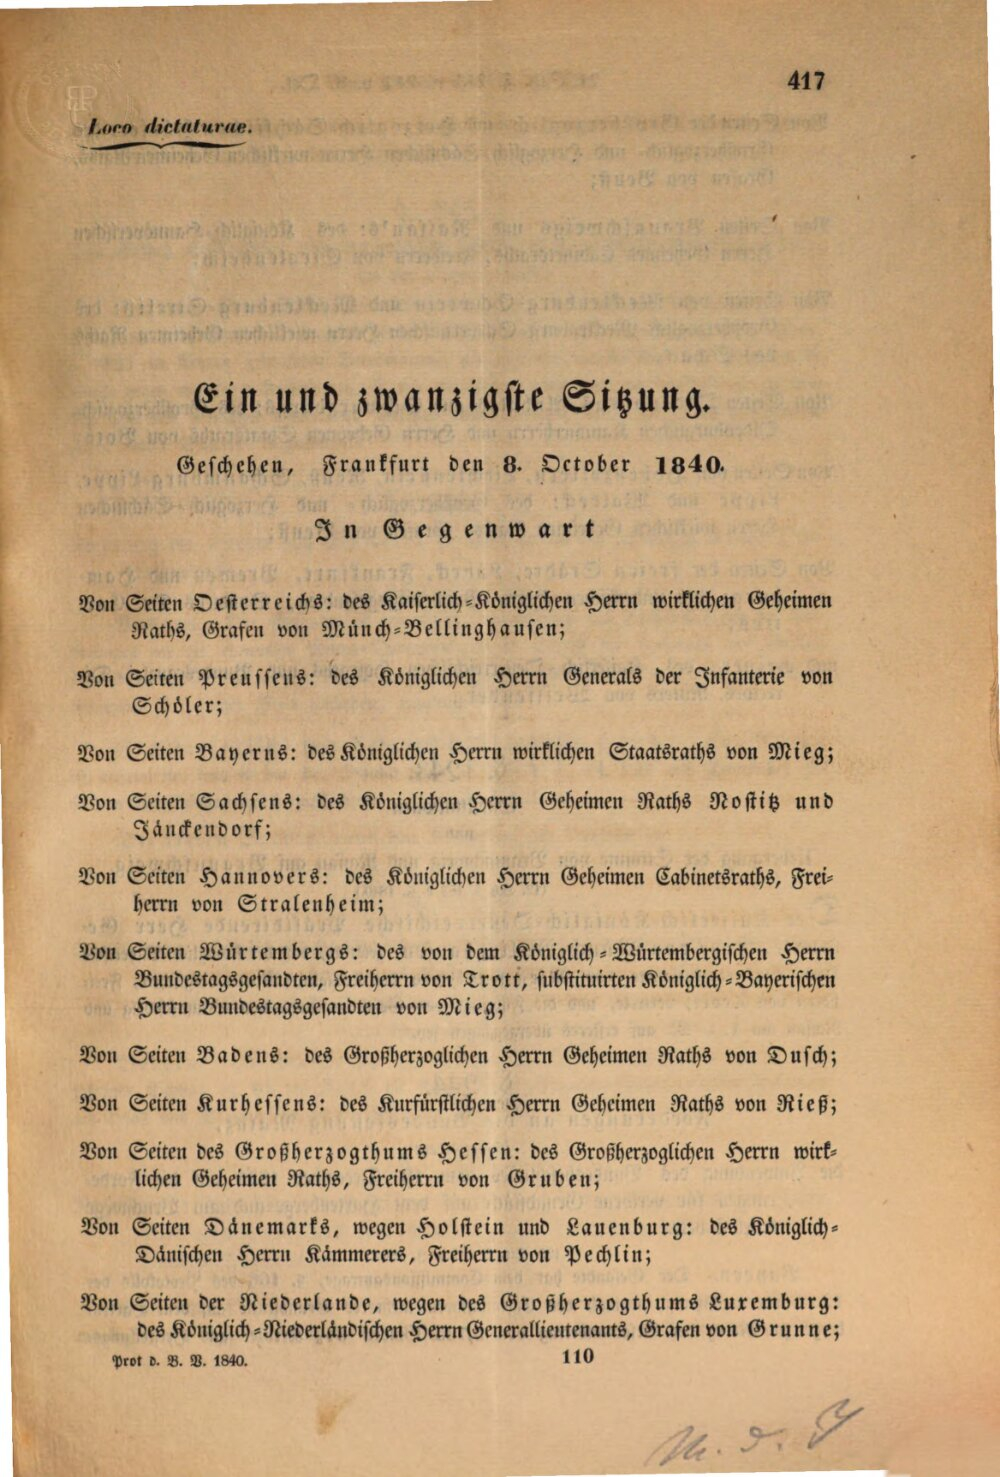 417
Loco dictaturae.
Ein und zwanzigste Sitzung.
Geschehen, Frankfurt den 8. October 1840.
In Gegenwart
Von Seiten Oesterreichs: des Kaiserlich-Königlichen Herrn wirklichen Geheimen
Raths, Grafen von Münch-Bellinghausen;
Von Seiten Preussens: des Königlichen Herrn Generals der Infanterie von
Schöler;
Von Seiten Bayerns: des Königlichen Herrn wirklichen Staatsraths von Mieg;
Von Seiten Sachsens: des Königlichen Herrn Geheimen Raths Nostitz und
Jänckendorf;
Von Seiten Hannovers: des Königlichen Herrn Geheimen Cabinetsraths, Frei-
herrn von Stralenheim;
Von Seiten Würtembergs: des von dem Königlich-Würtembergischen Herrn
Bundestagsgesandten, Freiherrn von Trott, substituirten Königlich-Bayerischen
Herrn Bundestagsgesandten von Mieg;
Von Seiten Badens: des Großherzoglichen Herrn Geheimen Raths von Dusch;
Von Seiten Kurhessens: des Kurfürstlichen Herrn Geheimen Raths von Rieß;
Von Seiten des Großherzogthums Hessen: des Großherzoglichen Herrn wirk-
lichen Geheimen Raths, Freiherrn von Gruben;
Von Seiten Dänemarks, wegen Holstein und Lauenburg: des Königlich-
Dänischen Herrn Kämmerers, Freiherrn von Pechlin;
Von Seiten der Niederlande, wegen des Großherzogthums Luxemburg:
des Königlich-Niederländischen Herrn Generallieutenants, Grafen von Grunne;
Prot d. B. V. 1840.
110